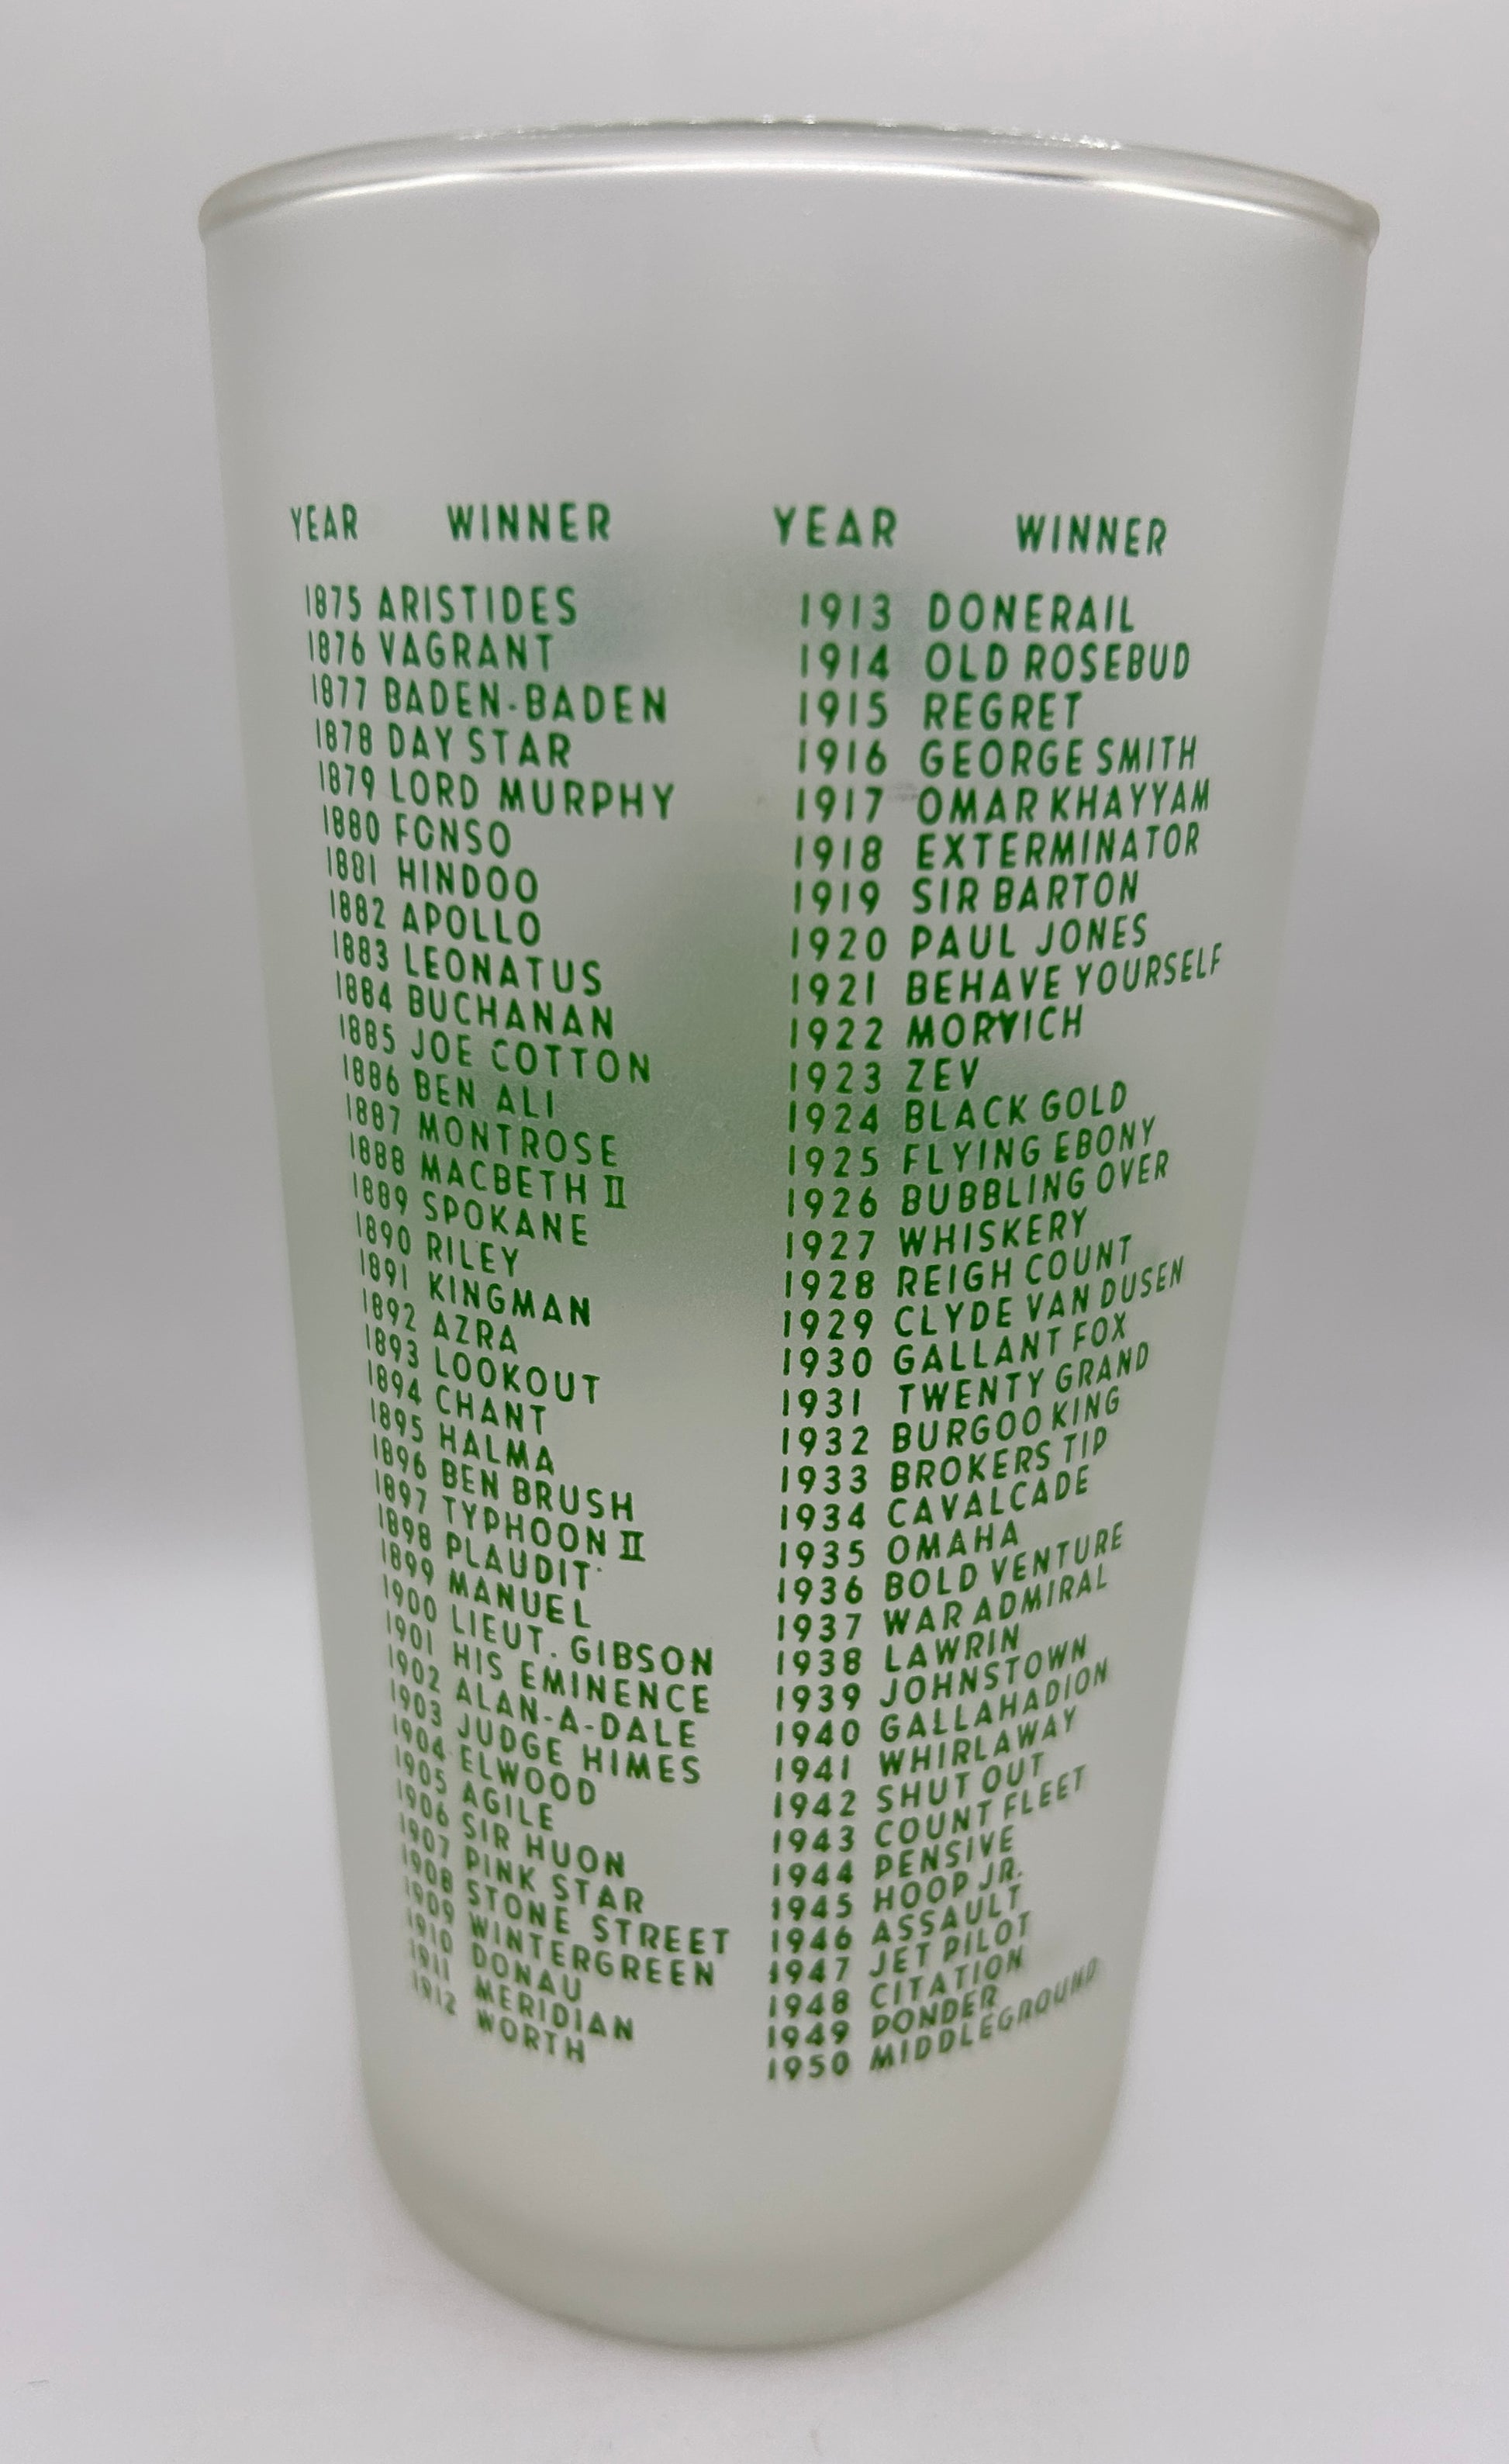 YEAR WINNER
1875 ARISTIDES
1876 VAGRANT
1877 BADEN-BADEN
1878 DAY STAR
1879 LORD MURPHY
1880 FONSO
1881 HINDOO
1882 APOLLO
1883 LEONATUS
1884 BUCHANAN
1885 JOE COTTON
1886 BEN ALI
1887 MONTROSE
1888 MACBETH II
1889 SPOKANE
1890 RILEY
1891 KINGMAN
1892 AZRA
1893 LOOKOUT
1894 CHANT
1895 HALMA
1896 BEN BRUSH
1897 TYPHOON II
1898 PLAUDIT
1899 MANUEL
1900 LIEUT. GIBSON
1901 HIS EMINENCE
1902 ALAN-A-DALE
1903 JUDGE HIMES
1904 ELWOOD
1905 AGILE
1906 SIR HUON
1907 PINK STAR
1908 STONE STREET
1909 WINTERGREEN
1910 DONAU
1911 MERIDIAN
1912 WORTH
YEAR WINNER
1913 DONERAIL
1914 OLD ROSEBUD
1915 REGRET
1916 GEORGE SMITH
1917 OMAR KHAYYAM
1918 EXTERMINATOR
1919 SIR BARTON
1920 PAUL JONES
1921 BEHAVE YOURSELF
1922 MORVICH
1923 ZEV
1924 BLACK GOLD
1925 FLYING EBONY
1926 BUBBLING OVER
1927 WHISKERY
1928 REIGH COUNT
1929 CLYDE VAN DUSEN
1930 GALLANT FOX
1931 TWENTY GRAND
1932 BURGOO KING
1933 BROKERS TIP
1934 CAVALCADE
1935 OMAHA
1936 BOLD VENTURE
1937 WAR ADMIRAL
1938 LAWRIN
1939 JOHNSTOWN
1940 GALLAHADION
1941 WHIRLAWAY
1942 SHUT OUT
1943 COUNT FLEET
1944 PENSIVE
1945 HOOP JR.
1946 ASSAULT
1947 JET PILOT
1948 CITATION
1949 PONDER
1950 MIDDLEGROUND